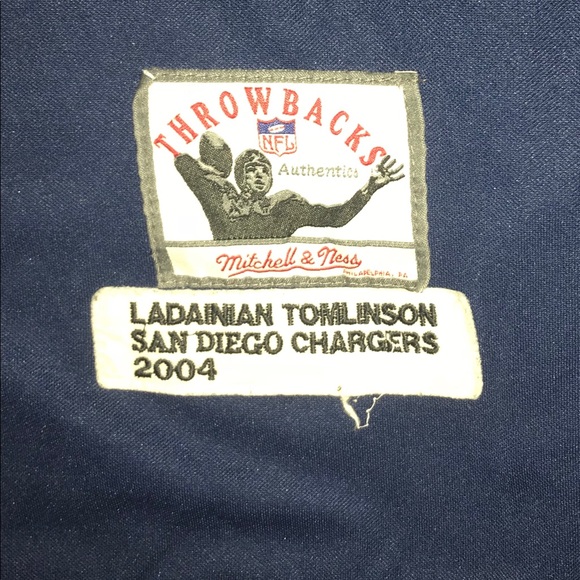 THROWBACKS
NFL
Authentics
Mitchell & Ness
PHILADELPHIA, PA
LADAINIAN TOMLINSON
SAN DIEGO CHARGERS
2004